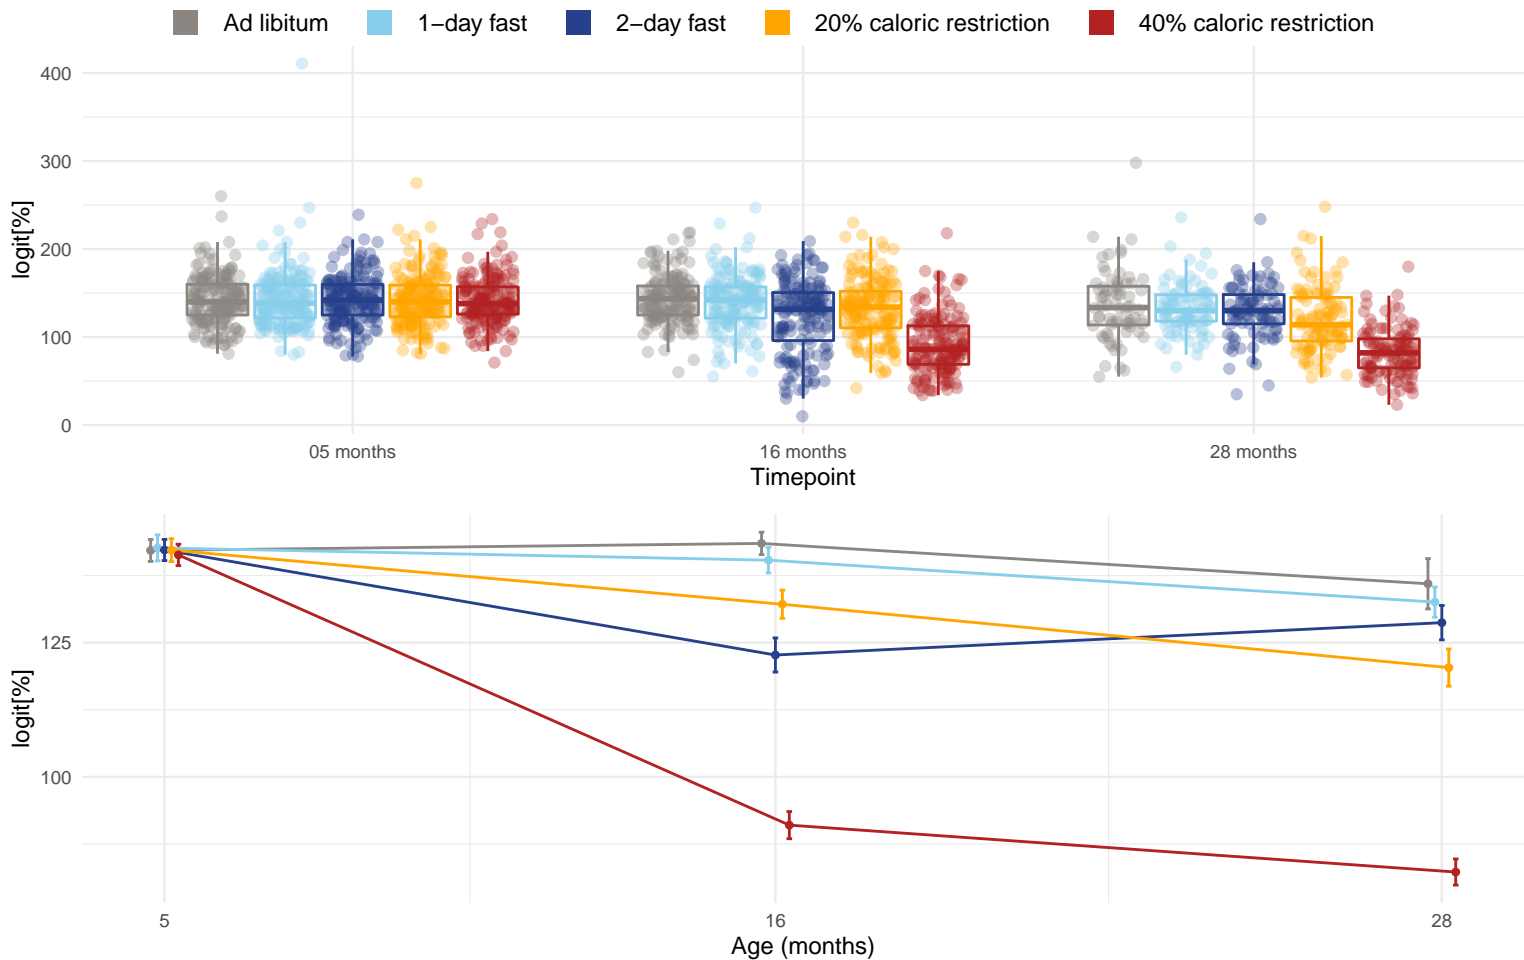 Ad libitum 1−day fast 2−day fast 20% caloric restriction 40% caloric restriction
400
300
200
100
0
logit[%]
05 months 16 months 28 months
Timepoint
125
100
logit[%]
5 16 28
Age (months)